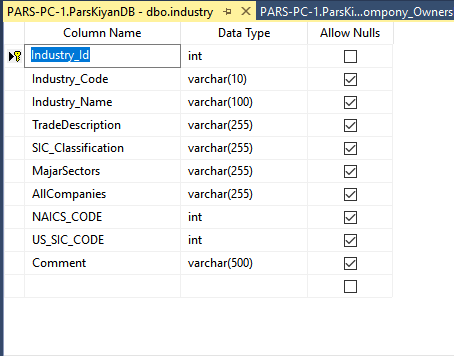 PARS-PC-1.ParsKiyanDB - dbo.industry
PARS-PC-1.ParsKi...ompony_Owners
Column Name Data Type Allow Nulls
Industry_Id int
Industry_Code varchar(10)
Industry_Name varchar(100)
TradeDescription varchar(255)
SIC_Classification varchar(255)
MajarSectors varchar(255)
AllCompanies varchar(255)
NAICS_CODE int
US_SIC_CODE int
Comment varchar(500)